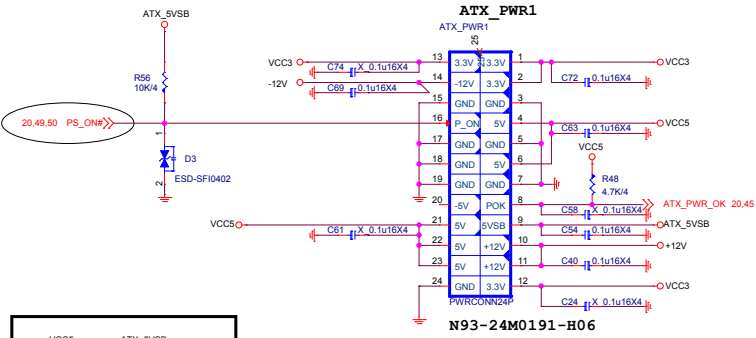 ATX_PWR1
ATX_5VSB
ATX_PWR1
25
25
R56
10K/4
20,49,50 PS_ON#
1
D3
2
ESD-SFI0402
VCC3
C74 X_0.1u16X4
-12V
C69 0.1u16X4
VCC5
C61 X_0.1u16X4
13 3.3V 3.3V 1
14 -12V 3.3V 2
15 GND GND 3
16 P_ON 5V 4
17 GND GND 5
18 GND 5V 6
19 GND GND 7
20 -5V POK 8
21 5V 5VSB 9
22 5V +12V 10
23 5V +12V 11
24 GND 3.3V 12
PWRCONN24P
N93-24M0191-H06
VCC3
C72 0.1u16X4
VCC5
C63 0.1u16X4
VCC5
R48
4.7K/4
ATX_PWR_OK 20,45
C58 X_0.1u16X4
ATX_5VSB
C54 0.1u16X4
+12V
C40 0.1u16X4
VCC3
C24 X_0.1u16X4
VCC5 ATX_5VSB